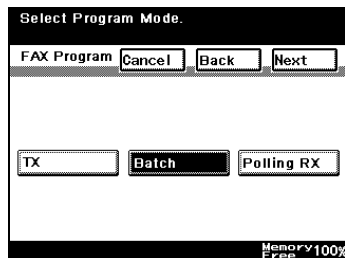 Select Program Mode.
FAX Program Cancel Back Next
TX Batch Polling RX
Memory Free 100%